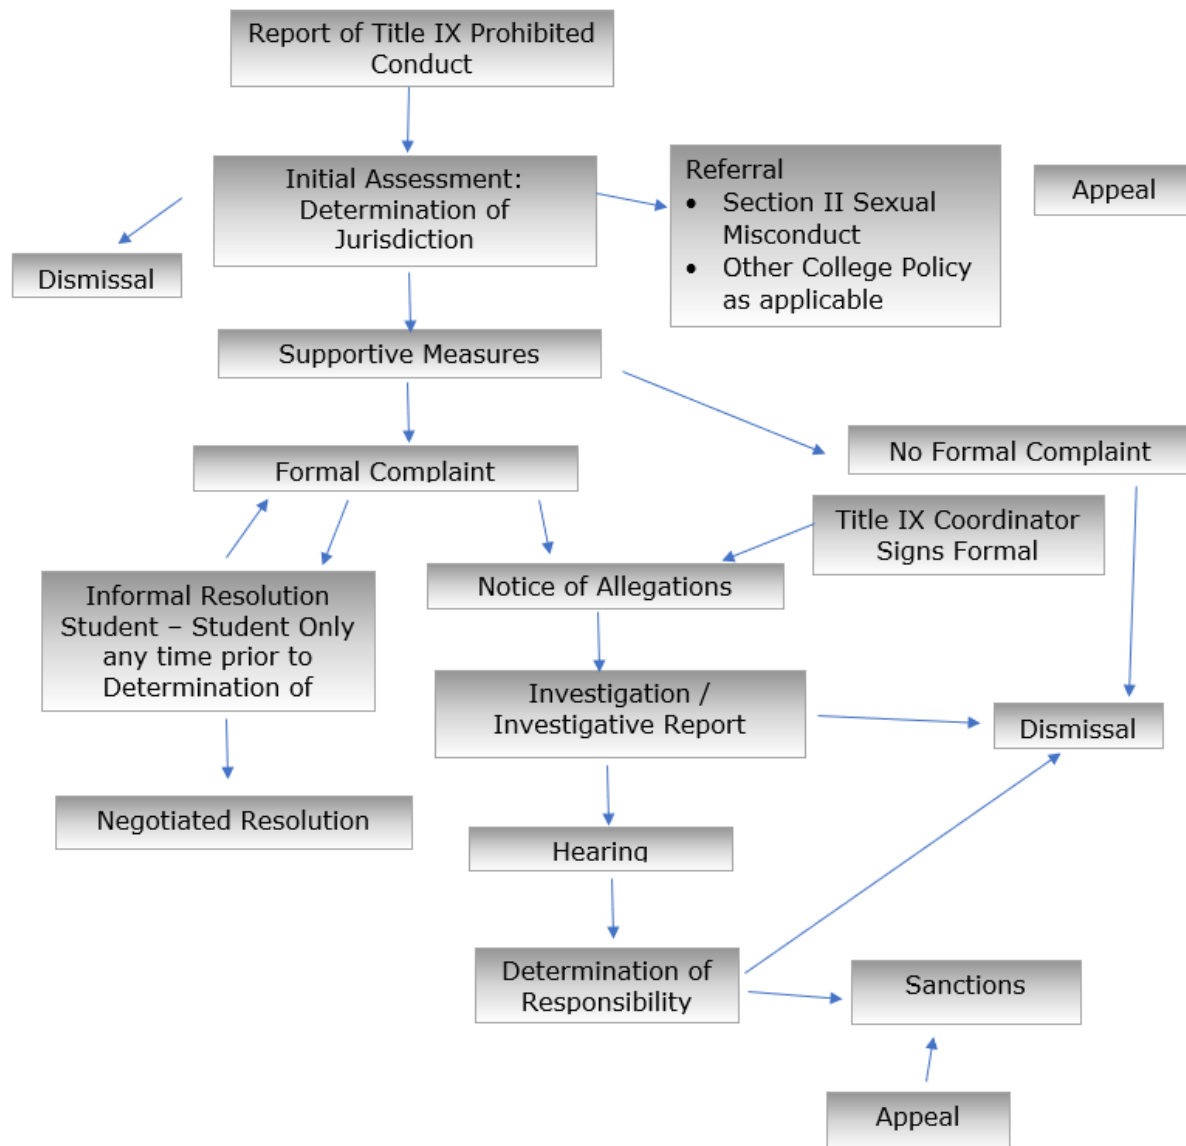 Report of Title IX Prohibited
Conduct
Initial Assessment:
Determination of
Jurisdiction
Referral
• Section II Sexual
Misconduct
• Other College Policy
as applicable
Appeal
Dismissal
Supportive Measures
Formal Complaint
No Formal Complaint
Title IX Coordinator
Signs Formal
Informal Resolution
Student – Student Only
any time prior to
Determination of
Notice of Allegations
Investigation /
Investigative Report
Dismissal
Negotiated Resolution
Hearing
Determination of
Responsibility
Sanctions
Appeal